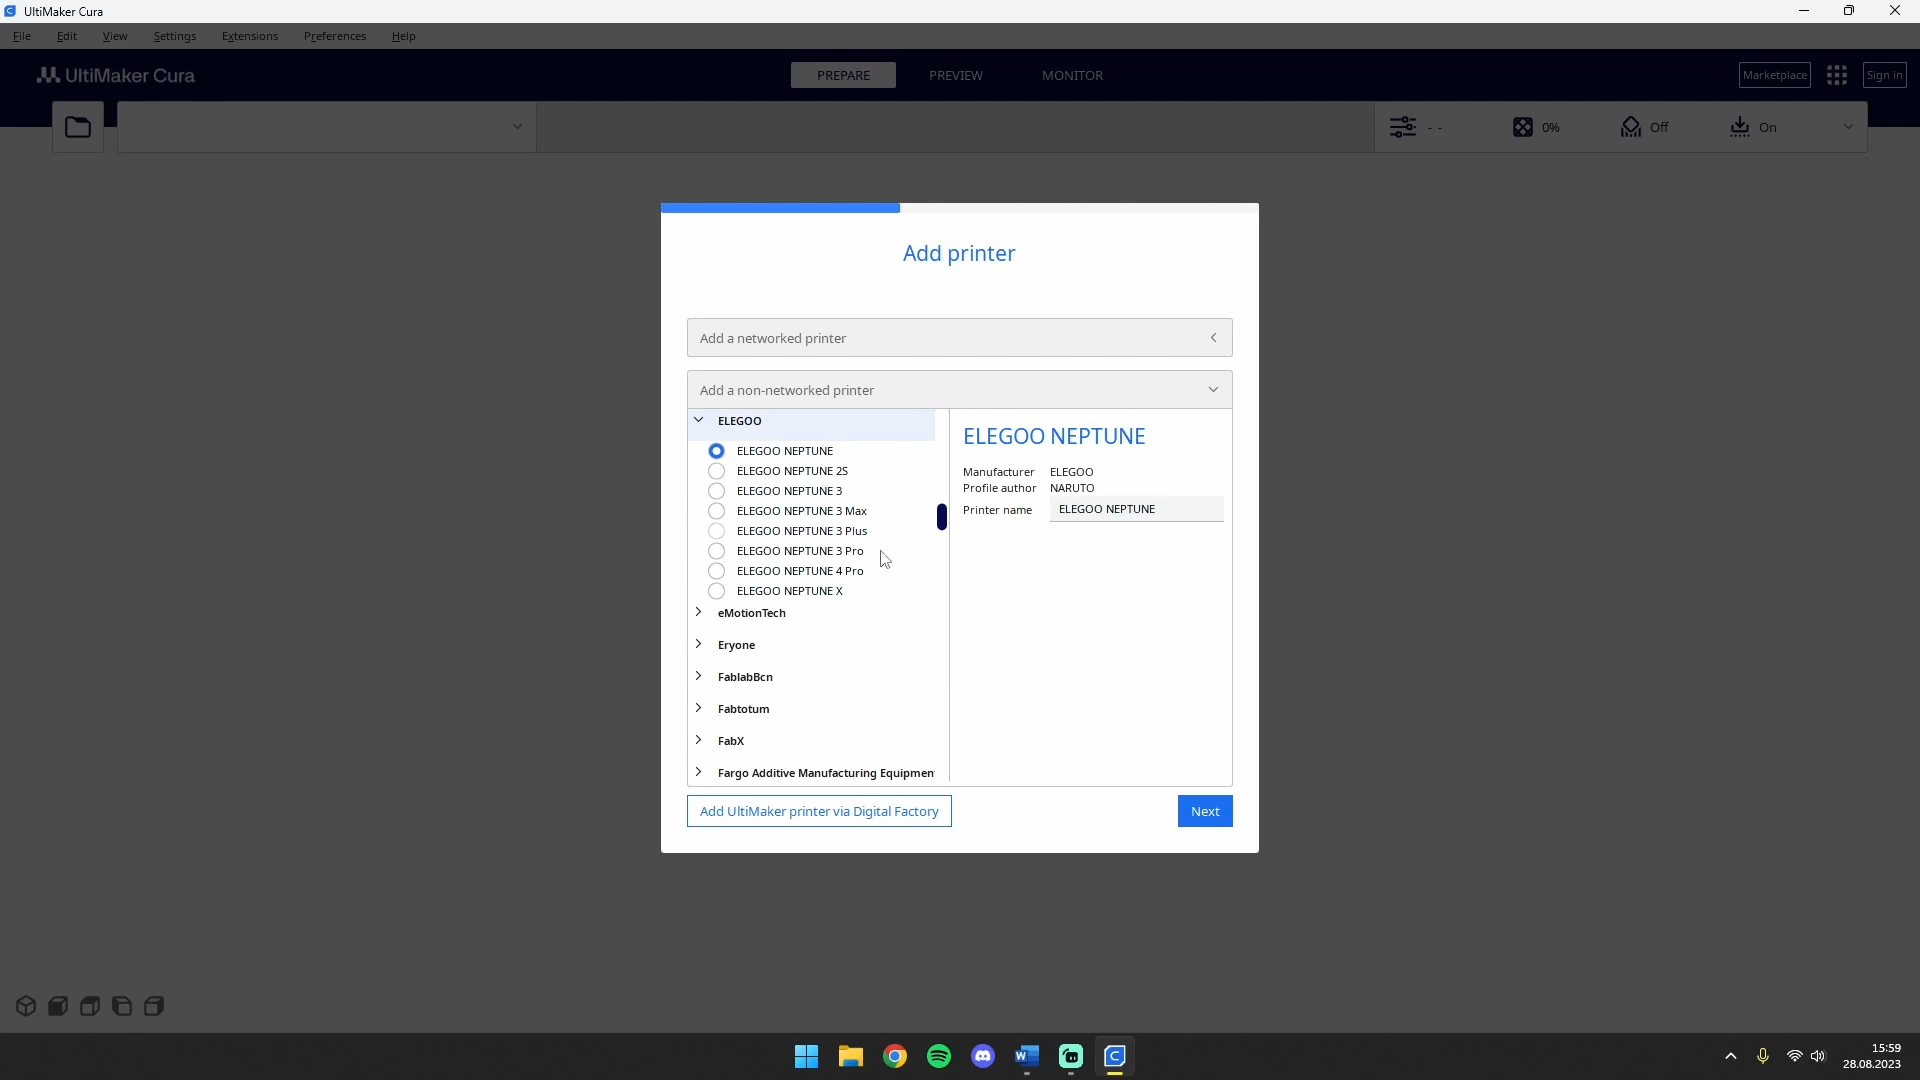 UltiMaker Cura
File Edit View Settings Extensions Preferences Help
UltiMaker Cura PREPARE PREVIEW MONITOR Marketplace Sign in
- - 0% Off On
Add printer
Add a networked printer
Add a non-networked printer
ELEGOO
ELEGOO NEPTUNE
ELEGOO NEPTUNE 2S
ELEGOO NEPTUNE 3
ELEGOO NEPTUNE 3 Max
ELEGOO NEPTUNE 3 Plus
ELEGOO NEPTUNE 3 Pro
ELEGOO NEPTUNE 4 Pro
ELEGOO NEPTUNE X
eMotionTech
Eryone
FablabBcn
Fabtotum
FabX
Fargo Additive Manufacturing Equipmen
ELEGOO NEPTUNE
Manufacturer ELEGOO
Profile author NARUTO
Printer name ELEGOO NEPTUNE
Add UltiMaker printer via Digital Factory Next
15:59
28.08.2023